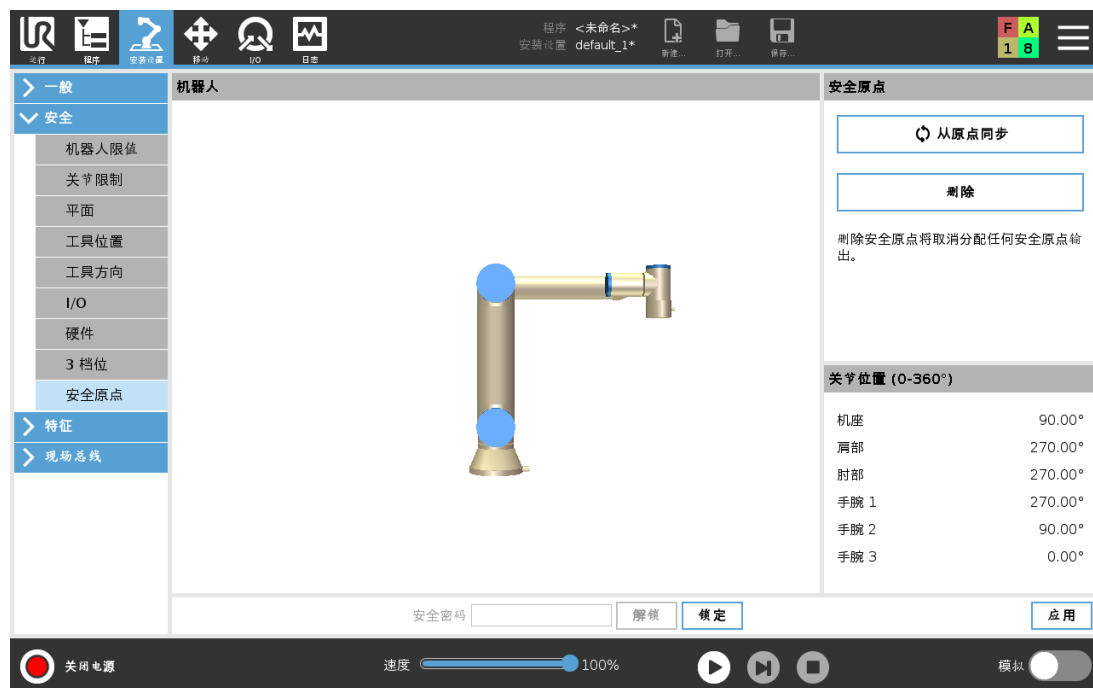 程序 <未命名>*
安装设置 default_1*
新建...
打开...
保存...
F A
1 8
运行
程序
安装设置
移动
I/O
日志
一般
安全
机器人限值
关节限制
平面
工具位置
工具方向
I/O
硬件
3 档位
安全原点
特征
现场总线
机器人
安全原点
从原点同步
删除
删除安全原点将取消分配任何安全原点输
出。
关节位置 (0-360°)
机座 90.00°
肩部 270.00°
肘部 270.00°
手腕 1 270.00°
手腕 2 90.00°
手腕 3 0.00°
安全密码
解锁
锁定
应用
关闭电源
速度 100%
模拟